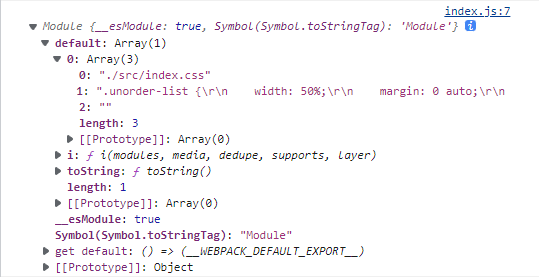 index.js:7
Module {__esModule: true, Symbol(Symbol.toStringTag): 'Module'}
default: Array(1)
0: Array(3)
0: "./src/index.css"
1: ".unorder-list {\r\n    width: 50%;\r\n    margin: 0 auto;\r\n
2: ""
length: 3
[[Prototype]]: Array(0)
i: ƒ i(modules, media, dedupe, supports, layer)
toString: ƒ toString()
length: 1
[[Prototype]]: Array(0)
__esModule: true
Symbol(Symbol.toStringTag): "Module"
get default: () => (__WEBPACK_DEFAULT_EXPORT__)
[[Prototype]]: Object